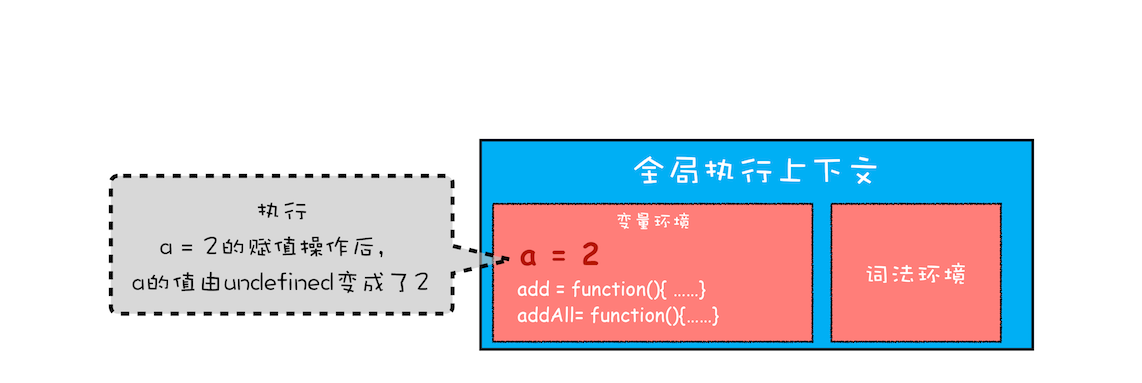 全局执行上下文
执行
a = 2的赋值操作后,
a的值由undefined变成了2
变量环境
a = 2
add = function(){ ......}
addAll= function(){......}
词法环境